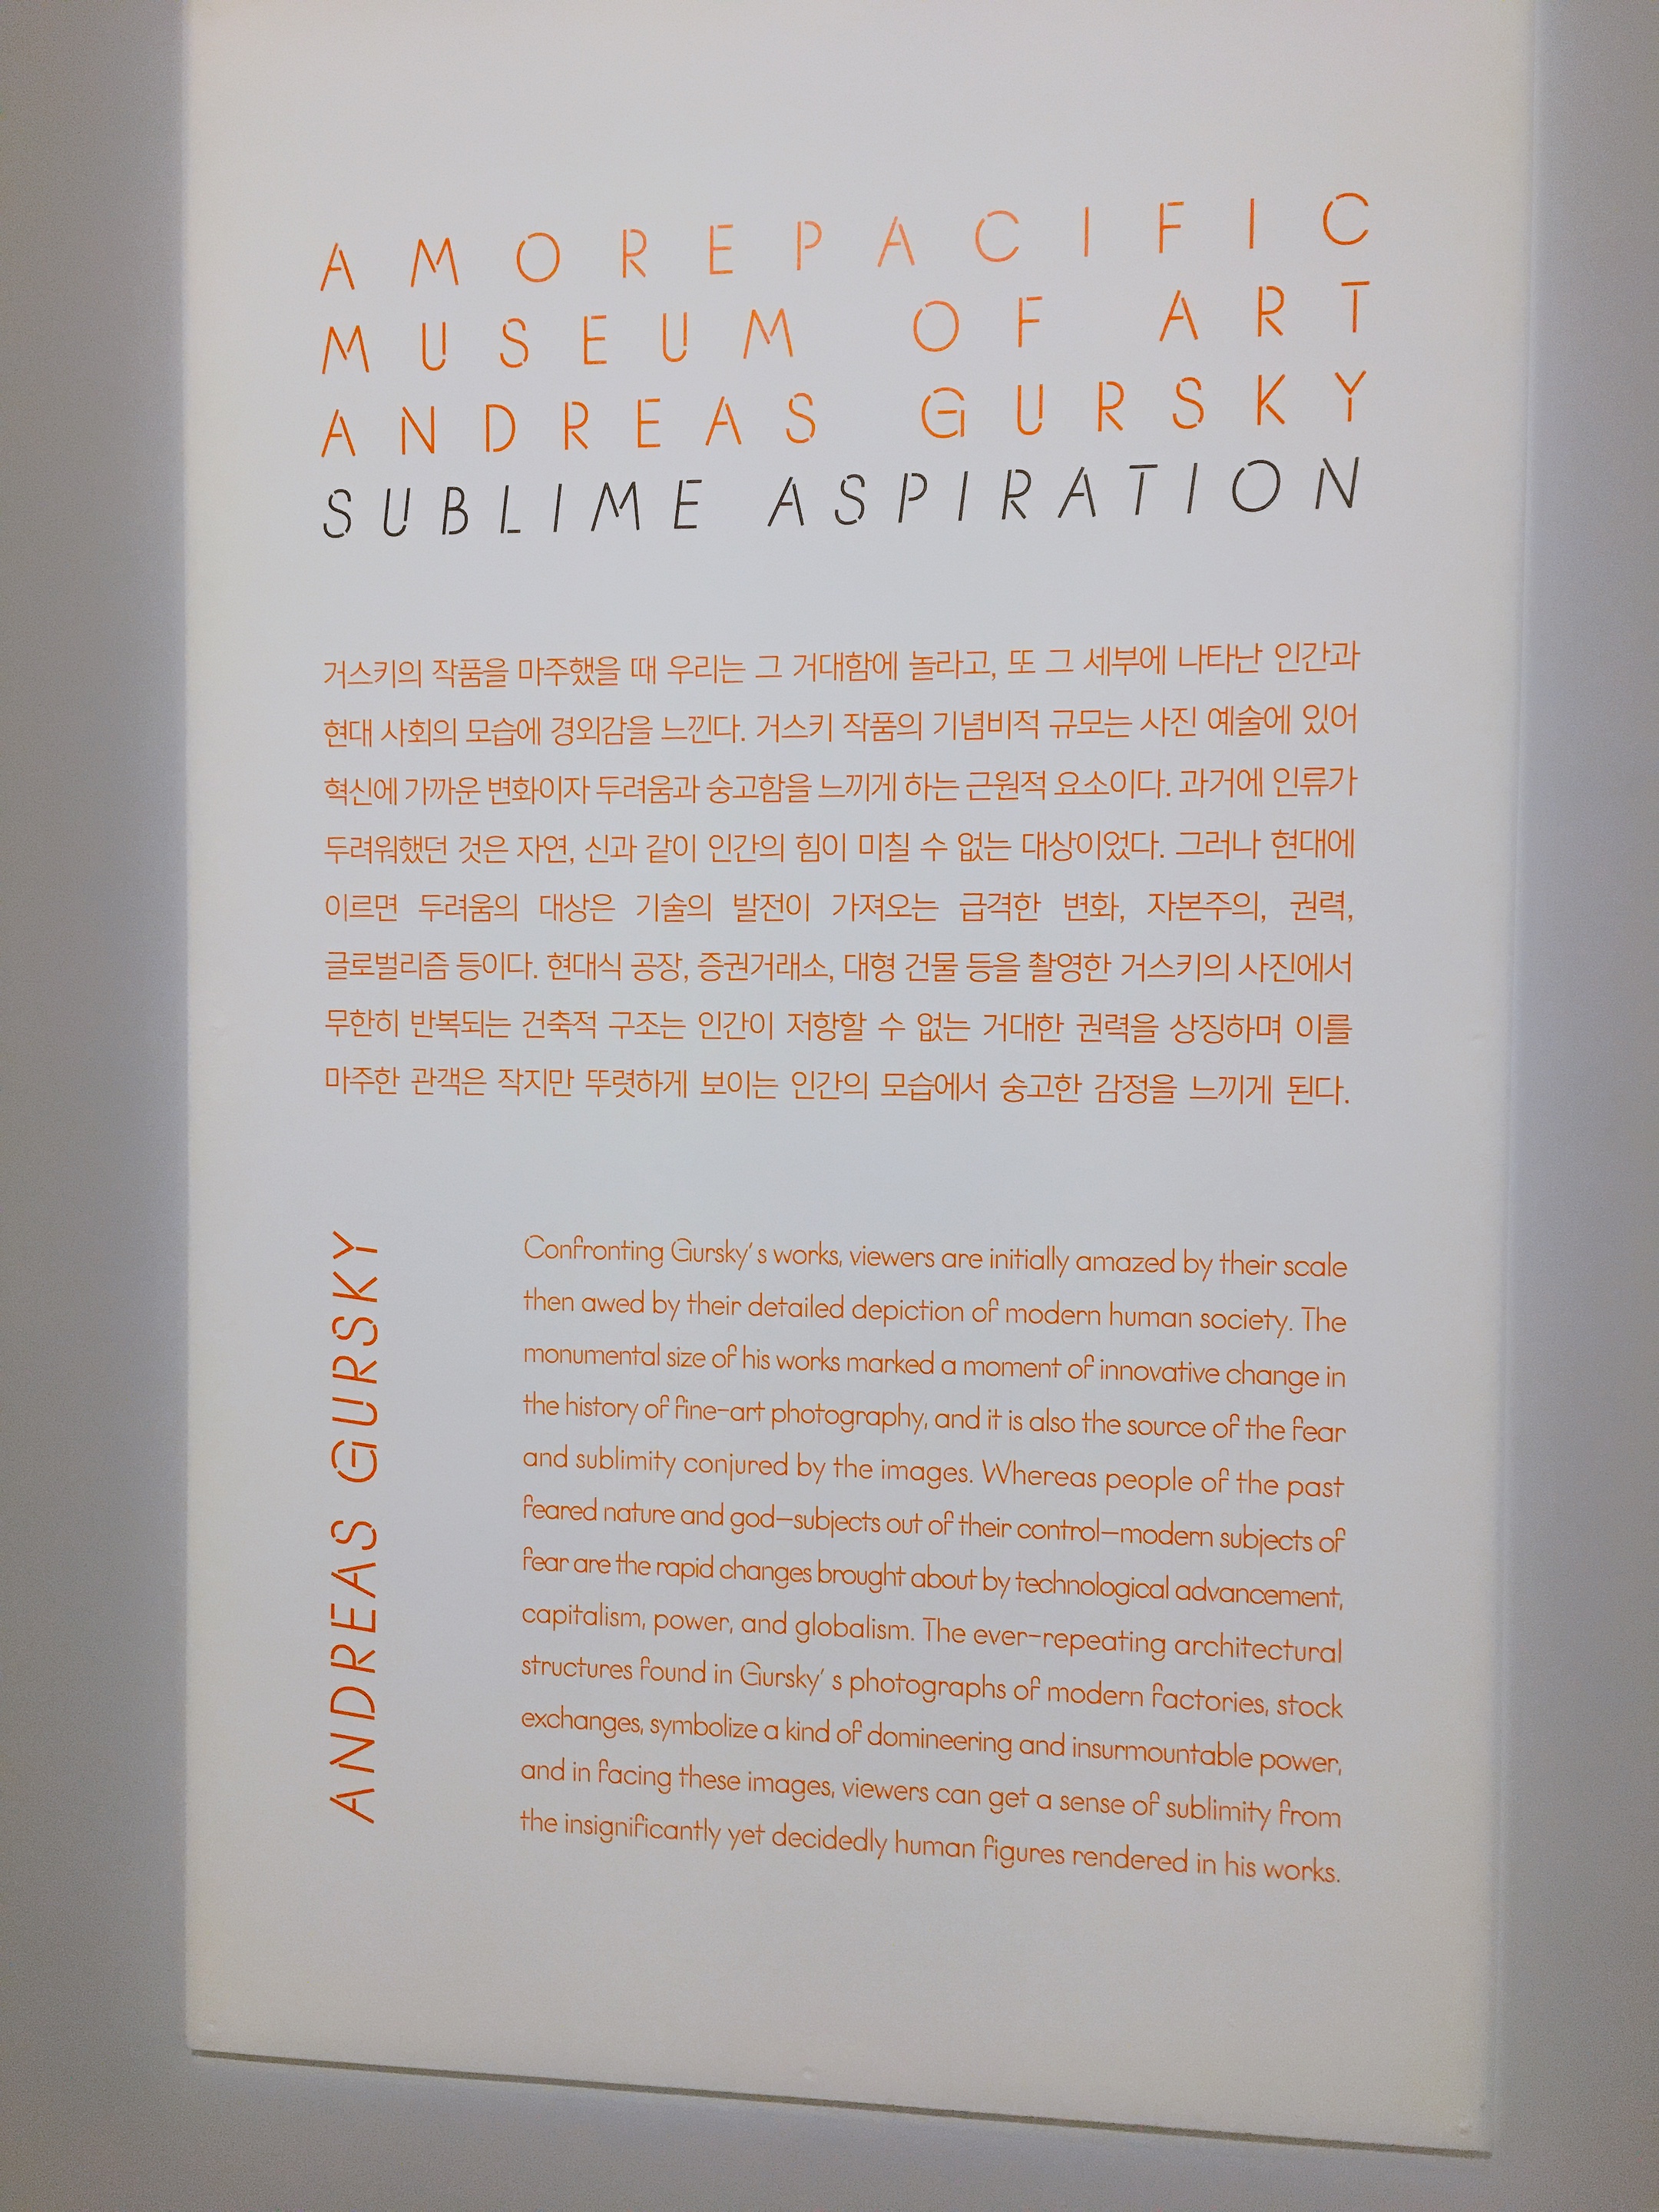 AMOREPACIFIC
MUSEUM OF ART
ANDREAS GURSKY
SUBLIME ASPIRATION
거스키의 작품을 마주했을 때 우리는 그 거대함에 놀라고, 또 그 세부에 나타난 인간과
현대 사회의 모습에 경외감을 느낀다. 거스키 작품의 기념비적 규모는 사진 예술에 있어
혁신에 가까운 변화이자 두려움과 숭고함을 느끼게 하는 근원적 요소이다. 과거에 인류가
두려워했던 것은 자연, 신과 같이 인간의 힘이 미칠 수 없는 대상이었다. 그러나 현대에
이르면 두려움의 대상은 기술의 발전이 가져오는 급격한 변화, 자본주의, 권력,
글로벌리즘 등이다. 현대식 공장, 증권거래소, 대형 건물 등을 촬영한 거스키의 사진에서
무한히 반복되는 건축적 구조는 인간이 저항할 수 없는 거대한 권력을 상징하며 이를
마주한 관객은 작지만 뚜렷하게 보이는 인간의 모습에서 숭고한 감정을 느끼게 된다.
ANDREAS GURSKY
Confronting Gursky's works, viewers are initially amazed by their scale
then awed by their detailed depiction of modern human society. The
monumental size of his works marked a moment of innovative change in
the history of fine-art photography, and it is also the source of the fear
and sublimity conjured by the images. Whereas people of the past
feared nature and god—subjects out of their control—modern subjects of
fear are the rapid changes brought about by technological advancement,
capitalism, power, and globalism. The ever-repeating architectural
structures found in Gursky's photographs of modern factories, stock
exchanges, symbolize a kind of domineering and insurmountable power,
and in facing these images, viewers can get a sense of sublimity from
the insignificantly yet decidedly human figures rendered in his works.